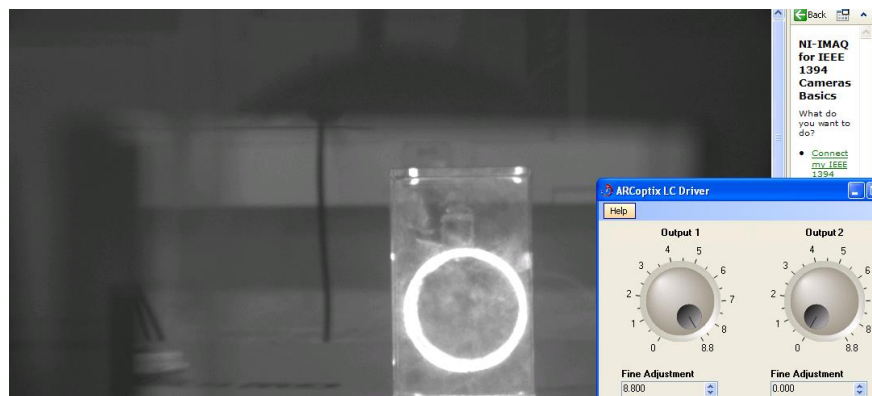 Back
NI-IMAQ
for IEEE
1394
Cameras
Basics
What do
you want to
do?
• Connect
my IEEE
1394
ARCoptix LC Driver
Help
Output 1
0 1 2 3 4 5 6 7 8 8.8
Fine Adjustment
8.800
Output 2
0 1 2 3 4 5 6 8 8.8
Fine Adjustment
0.000